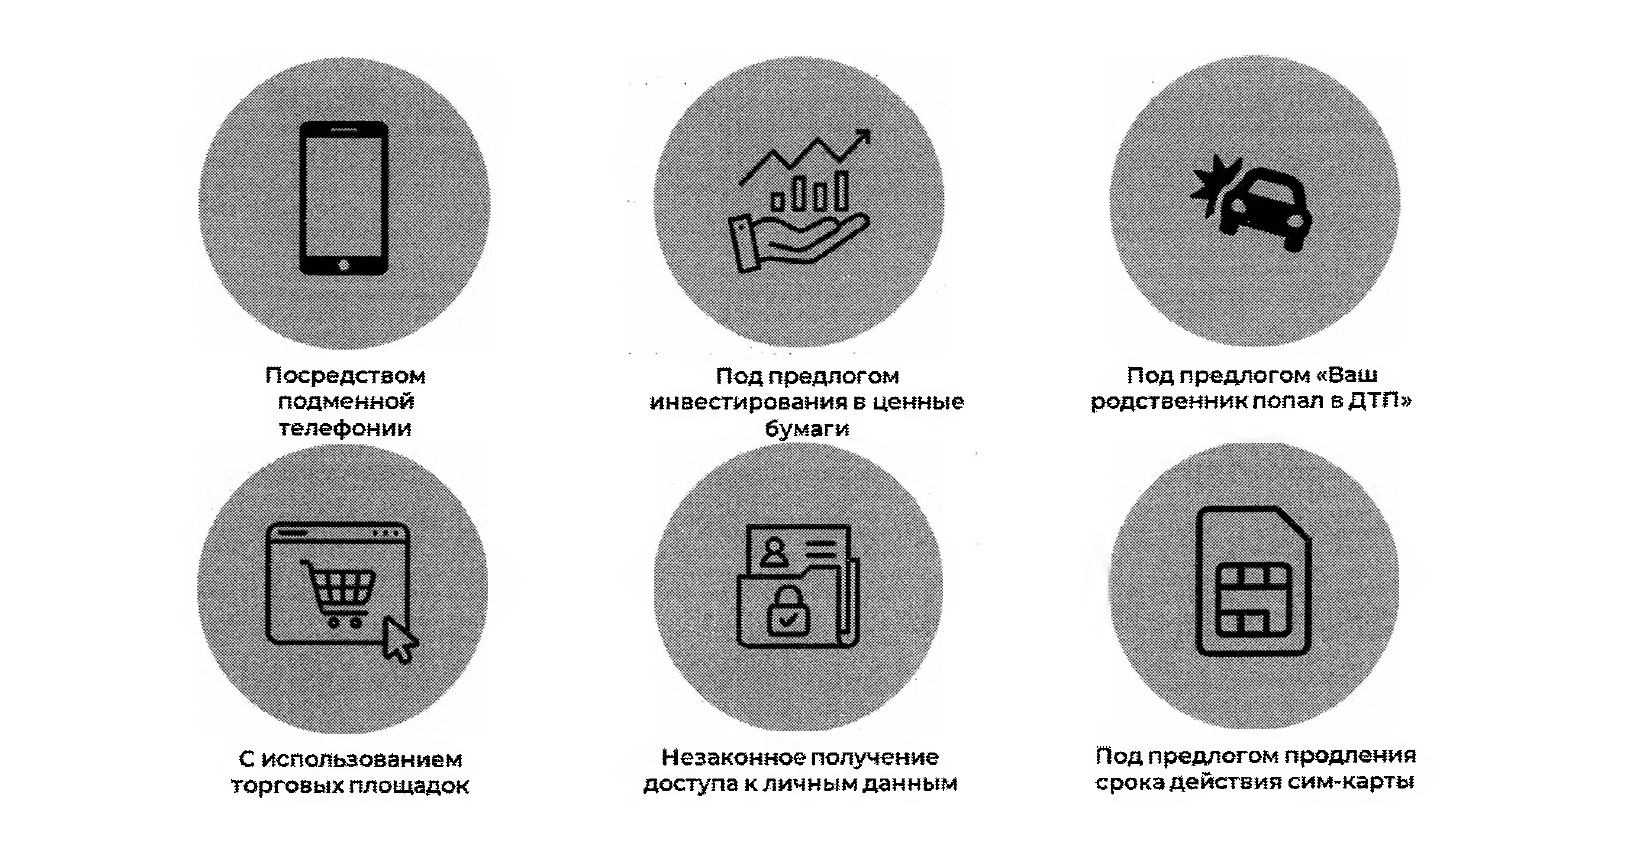 Посредством
подменной
телефонии
Под предлогом
инвестирования в ценные
бумаги
Под предлогом «Ваш
родственник попал в ДТП»
С использованием
торговых площадок
Незаконное получение
доступа к личным данным
Под предлогом продления
срока действия сим-карты